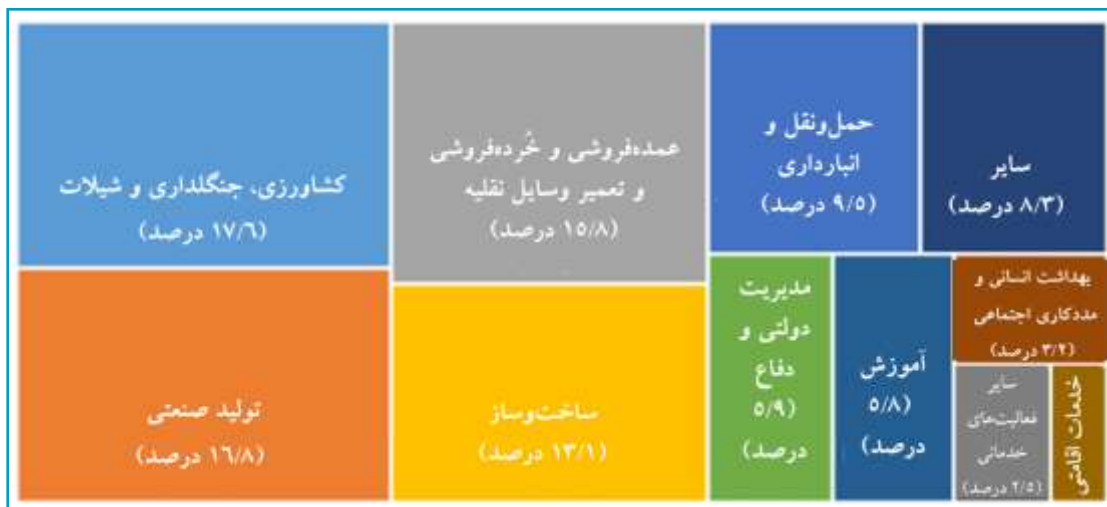 کشاورزی، جنگلداری و شیلات
(۱۷/۶ درصد)
عمده‌فروشی و خُرده‌فروشی
و تعمیر وسایل نقلیه
(۱۵/۸ درصد)
حمل‌ونقل و
انبارداری
(۹/۵ درصد)
سایر
(۸/۳ درصد)
تولید صنعتی
(۱۶/۸ درصد)
ساخت‌وساز
(۱۳/۱ درصد)
مدیریت
دولتی و
دفاع
(۵/۹
درصد)
آموزش
(۵/۸
درصد)
بهداشت انسانی و
مددکاری اجتماعی
(۳/۲ درصد)
سایر
فعالیت‌های
خدماتی
(۲/۵ درصد)
خدمات اقامتی